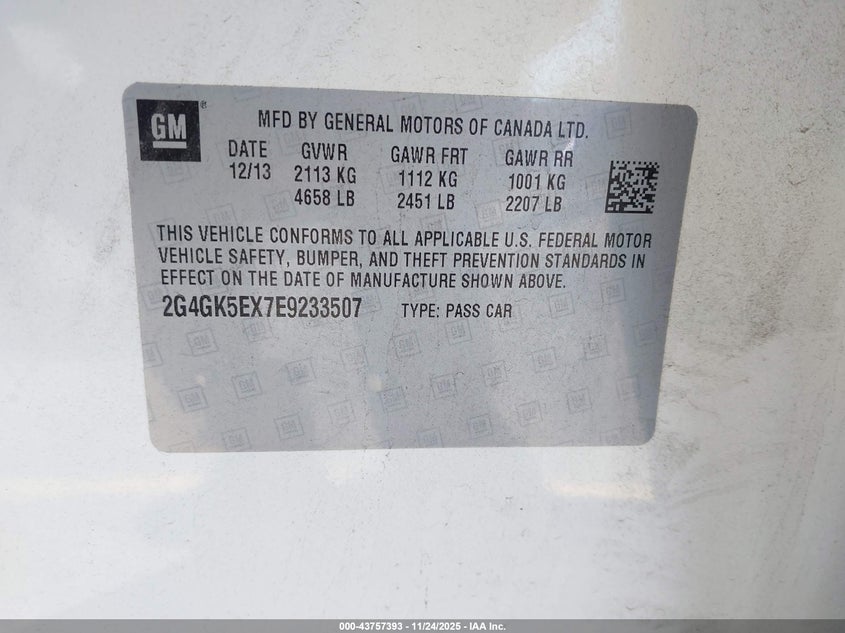 GM ®
MFD BY GENERAL MOTORS OF CANADA LTD.
DATE GVWR GAWR FRT GAWR RR
12/13 2113 KG 1112 KG 1001 KG
4658 LB 2451 LB 2207 LB
THIS VEHICLE CONFORMS TO ALL APPLICABLE U.S. FEDERAL MOTOR
VEHICLE SAFETY, BUMPER, AND THEFT PREVENTION STANDARDS IN
EFFECT ON THE DATE OF MANUFACTURE SHOWN ABOVE.
2G4GK5EX7E9233507 TYPE: PASS CAR
000-43757393 - 11/24/2025 - IAA Inc.